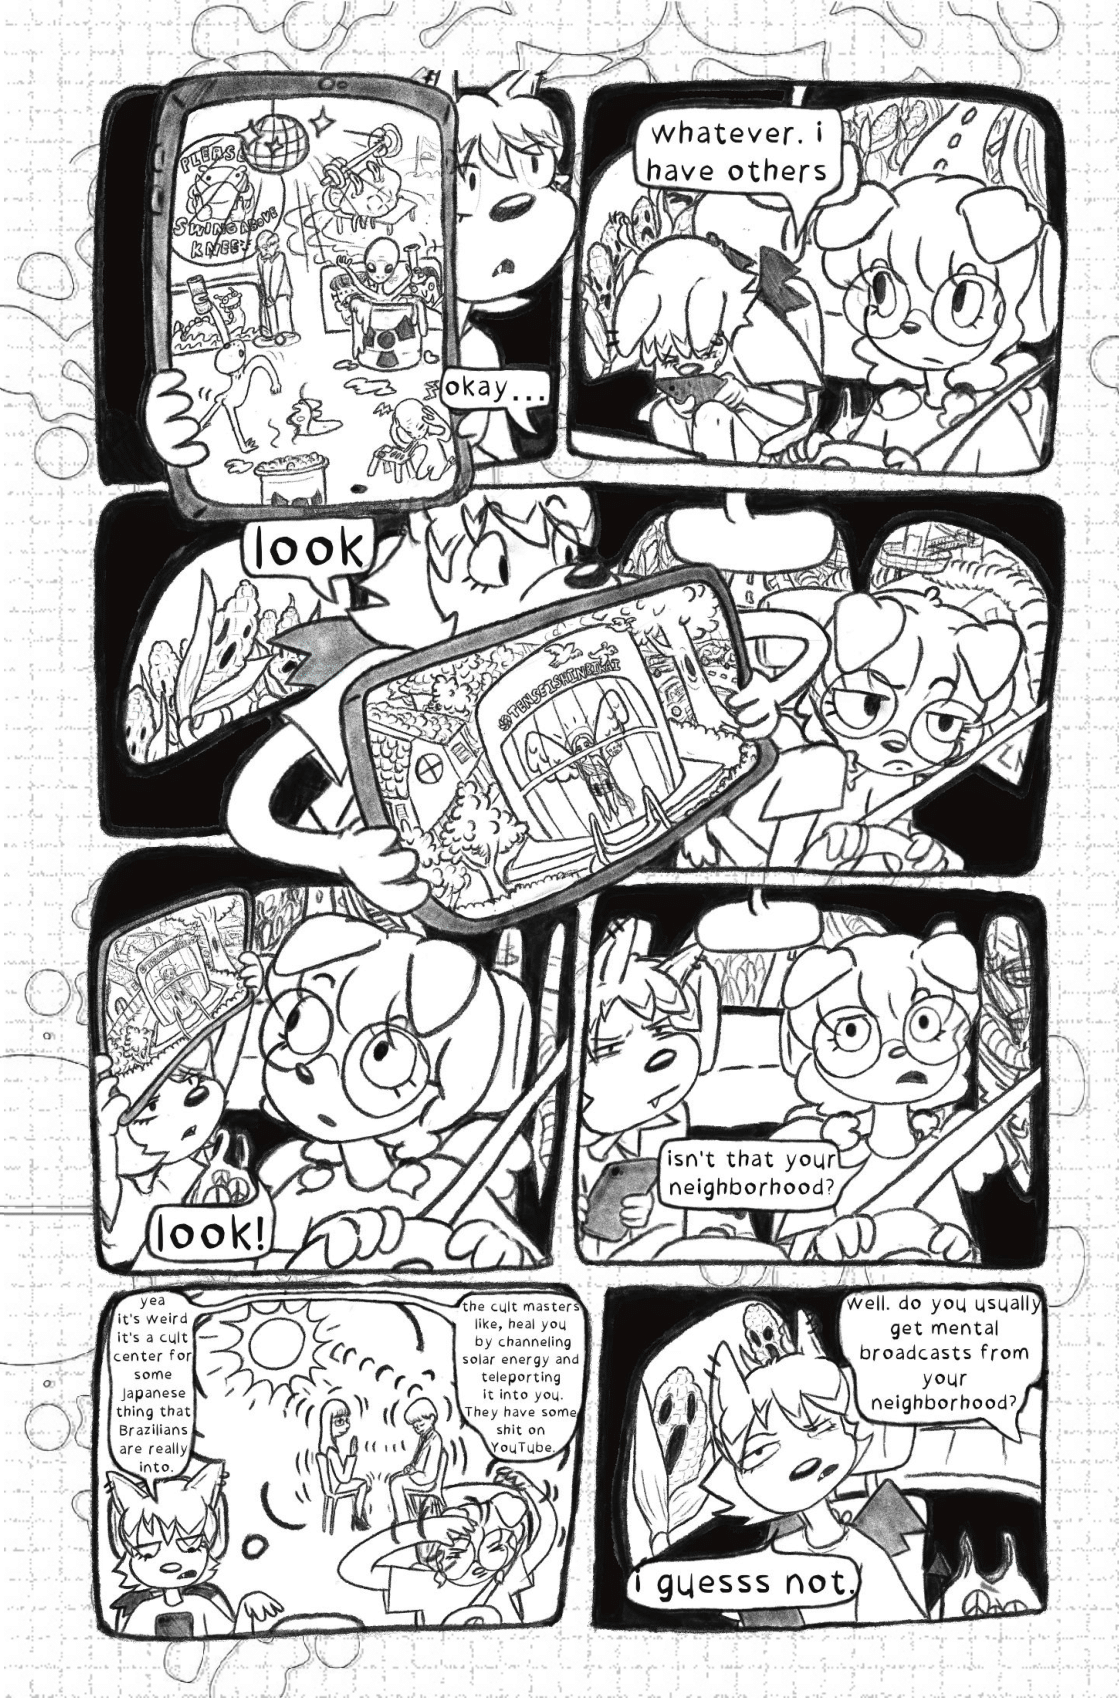 PLEASE
SWING ABOVE
KNEES
okay...
whatever. i
have others
look
TENSEISHINBIKAI
look!
isn't that your
neighborhood?
yea
it's weird
it's a cult
center for
some
Japanese
thing that
Brazilians
are really
into.
the cult masters
like, heal you
by channeling
solar energy and
teleporting
it into you.
They have some
shit on
YouTube.
well. do you usually
get mental
broadcasts from
your
neighborhood?
i guesss not.